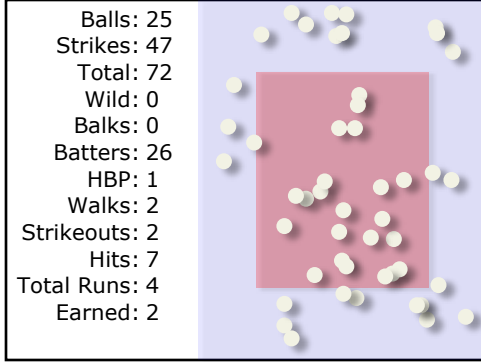 Balls: 25
Strikes: 47
Total: 72
Wild: 0
Balks: 0
Batters: 26
HBP: 1
Walks: 2
Strikeouts: 2
Hits: 7
Total Runs: 4
Earned: 2